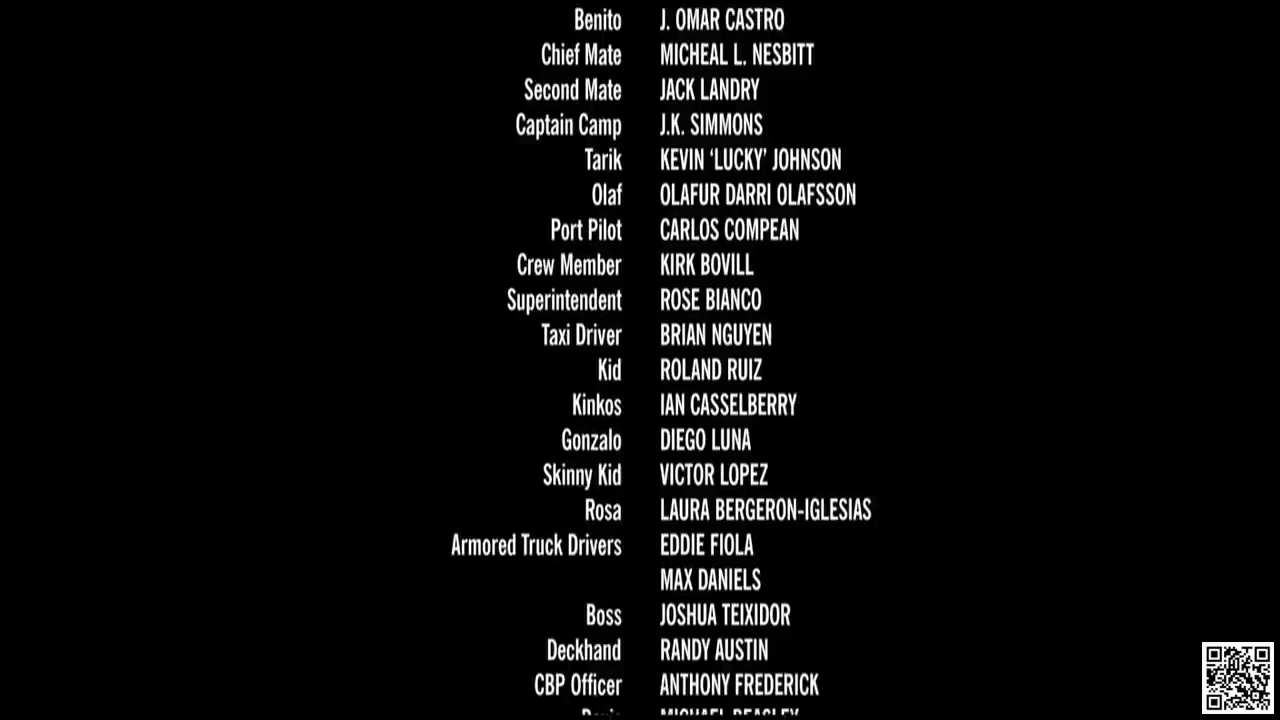 Benito J. OMAR CASTRO
Chief Mate MICHEAL L. NESBITT
Second Mate JACK LANDRY
Captain Camp J.K. SIMMONS
Tarik KEVIN ‘LUCKY’ JOHNSON
Olaf OLAFUR DARRI OLAFSSON
Port Pilot CARLOS COMPEAN
Crew Member KIRK BOVILL
Superintendent ROSE BIANCO
Taxi Driver BRIAN NGUYEN
Kid ROLAND RUIZ
Kinkos IAN CASSELBERRY
Gonzalo DIEGO LUNA
Skinny Kid VICTOR LOPEZ
Rosa LAURA BERGERON-IGLESIAS
Armored Truck Drivers EDDIE FIOLA
MAX DANIELS
Boss JOSHUA TEIXIDOR
Deckhand RANDY AUSTIN
CBP Officer ANTHONY FREDERICK
MICHAEL BEASLEY